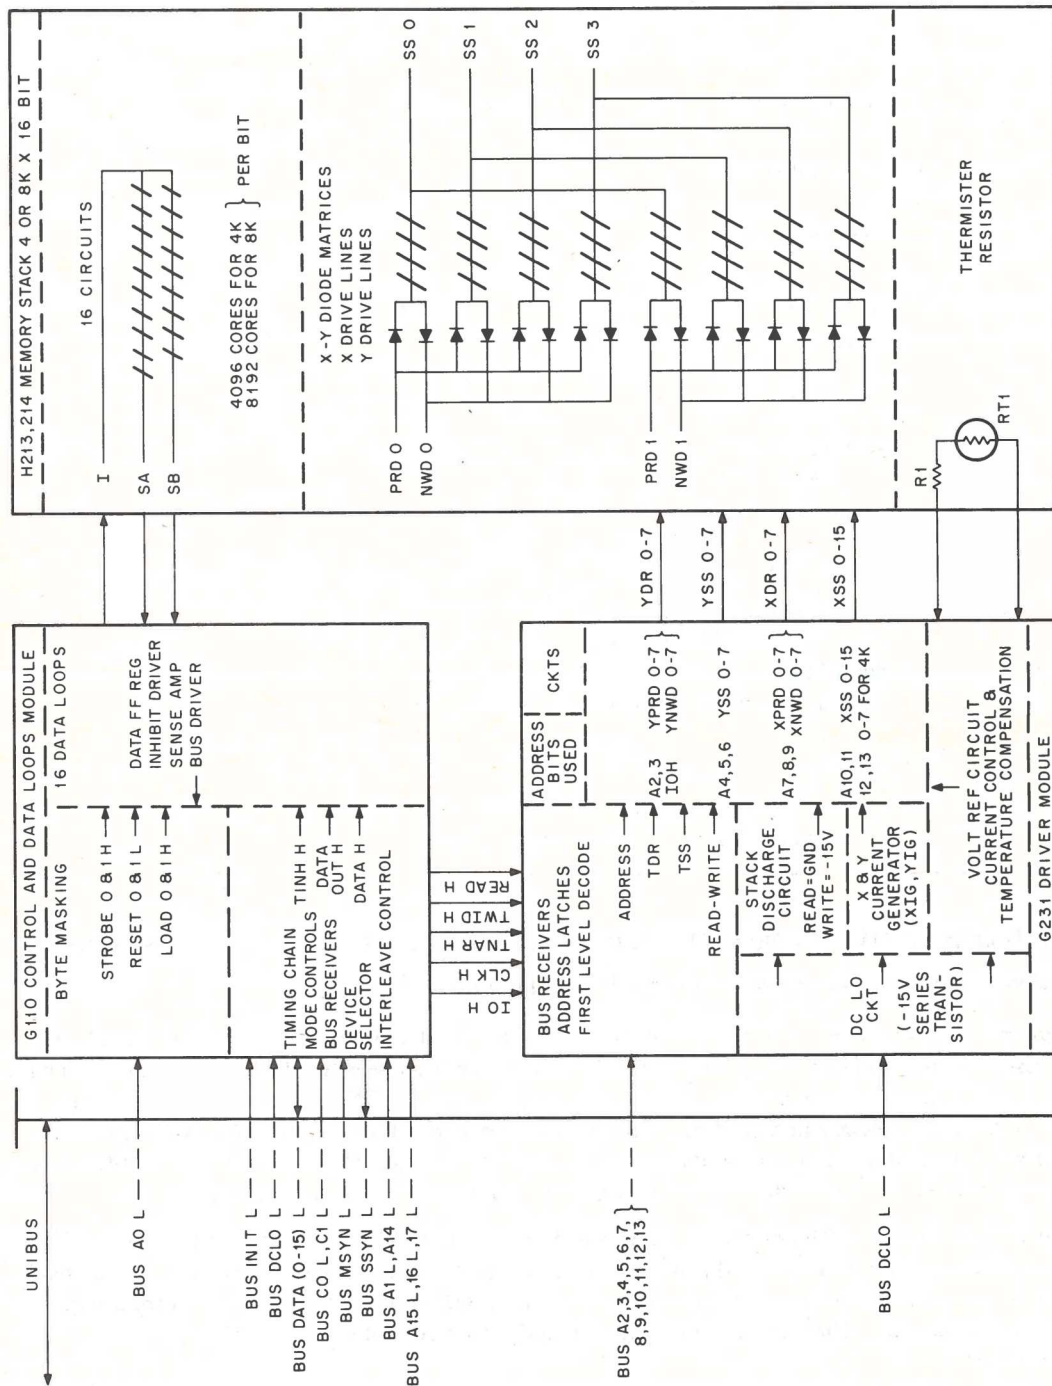 UNIBUS
BUS A0 L
BUS INIT L
BUS DCLO L
BUS DATA (0-15) L
BUS C0 L, C1 L
BUS MSYN L
BUS SSYN L
BUS A1 L, A14 L
BUS A15 L, 16 L, 17 L
BUS A2,3,4,5,6,7,
8,9,10,11,12,13
BUS DCLO L
G110 CONTROL AND DATA LOOPS MODULE
BYTE MASKING
16 DATA LOOPS
STROBE 0 & 1 H
RESET 0 & 1 L
LOAD 0 & 1 H
DATA FF REG
INHIBIT DRIVER
SENSE AMP
BUS DRIVER
TIMING CHAIN
MODE CONTROLS
BUS RECEIVERS
DEVICE
SELECTOR
INTERLEAVE CONTROL
TINH H
DATA
OUT H
DATA H
IO H
CLK H
TNAR H
TWID H
READ H
BUS RECEIVERS
ADDRESS LATCHES
FIRST LEVEL DECODE
ADDRESS
BITS
USED
CKTS
ADDRESS
TDR
TSS
READ-WRITE
A2,3 YPRD 0-7
IOH YNWD 0-7
A4,5,6 YSS 0-7
A7,8,9 XPRD 0-7
XNWD 0-7
A10,11 XSS 0-15
12,13 0-7 FOR 4K
STACK
DISCHARGE
CIRCUIT
READ=GND
WRITE=-15V
X & Y
CURRENT
GENERATOR
(XIG,YIG)
DC LO
CKT
(-15V
SERIES
TRAN-
SISTOR)
VOLT REF CIRCUIT
CURRENT CONTROL &
TEMPERATURE COMPENSATION
G231 DRIVER MODULE
YDR 0-7
YSS 0-7
XDR 0-7
XSS 0-15
H213,214 MEMORY STACK 4 OR 8K X 16 BIT
16 CIRCUITS
I
SA
SB
4096 CORES FOR 4K
8192 CORES FOR 8K
PER BIT
X-Y DIODE MATRICES
X DRIVE LINES
Y DRIVE LINES
PRD 0
NWD 0
PRD 1
NWD 1
SS 0
SS 1
SS 2
SS 3
R1
RT1
THERMISTER
RESISTOR